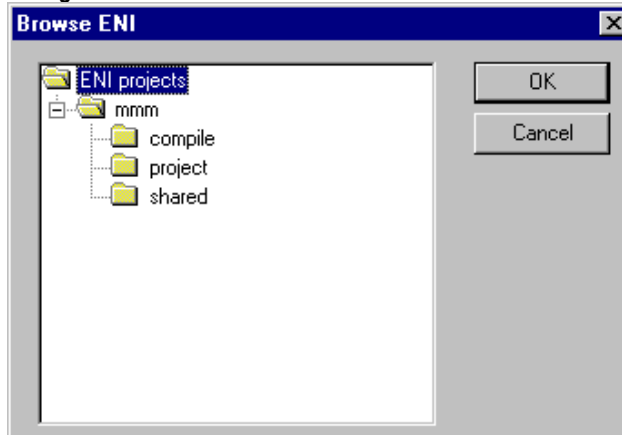 Browse ENI
ENI projects
mmm
compile
project
shared
OK
Cancel